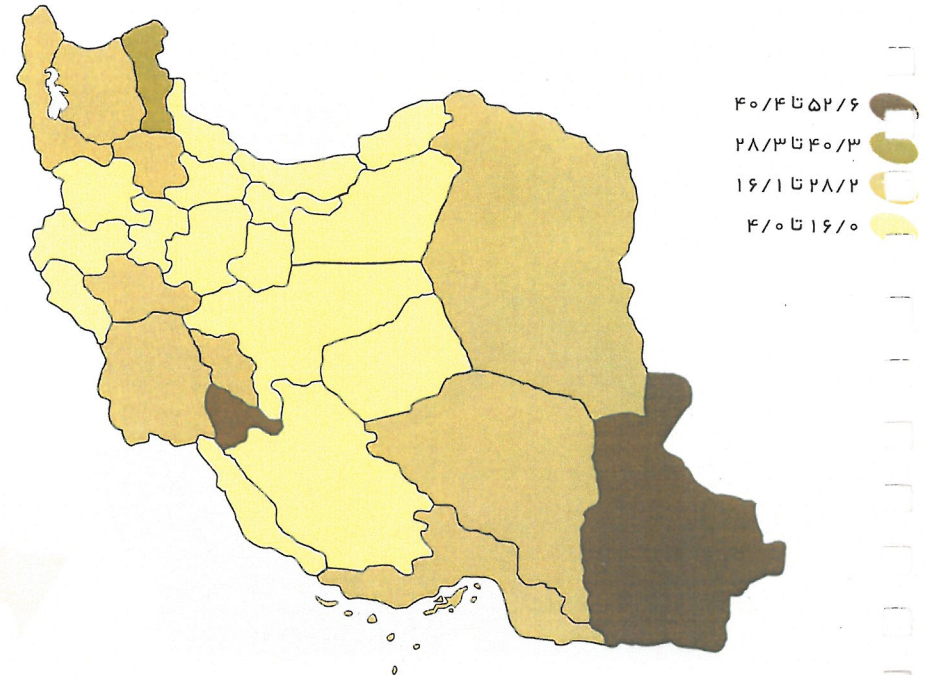 ۴۰/۴ تا ۵۲/۶
۲۸/۳ تا ۴۰/۳
۱۶/۱ تا ۲۸/۲
۴/۰ تا ۱۶/۰